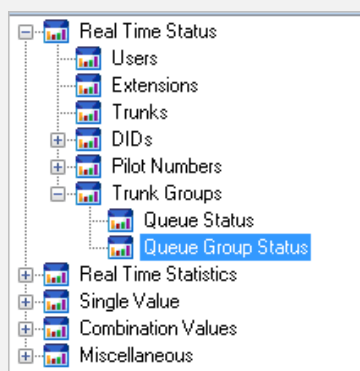 Real Time Status
Users
Extensions
Trunks
DIDs
Pilot Numbers
Trunk Groups
Queue Status
Queue Group Status
Real Time Statistics
Single Value
Combination Values
Miscellaneous